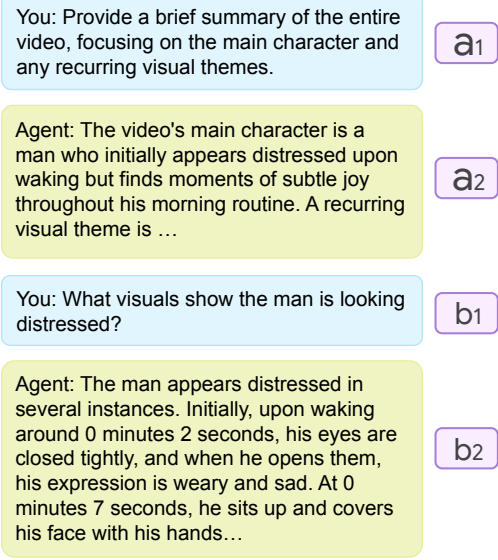 You: Provide a brief summary of the entire
video, focusing on the main character and
any recurring visual themes.
a1
Agent: The video's main character is a
man who initially appears distressed upon
waking but finds moments of subtle joy
throughout his morning routine. A recurring
visual theme is …
a2
You: What visuals show the man is looking
distressed?
b1
Agent: The man appears distressed in
several instances. Initially, upon waking
around 0 minutes 2 seconds, his eyes are
closed tightly, and when he opens them,
his expression is weary and sad. At 0
minutes 7 seconds, he sits up and covers
his face with his hands…
b2